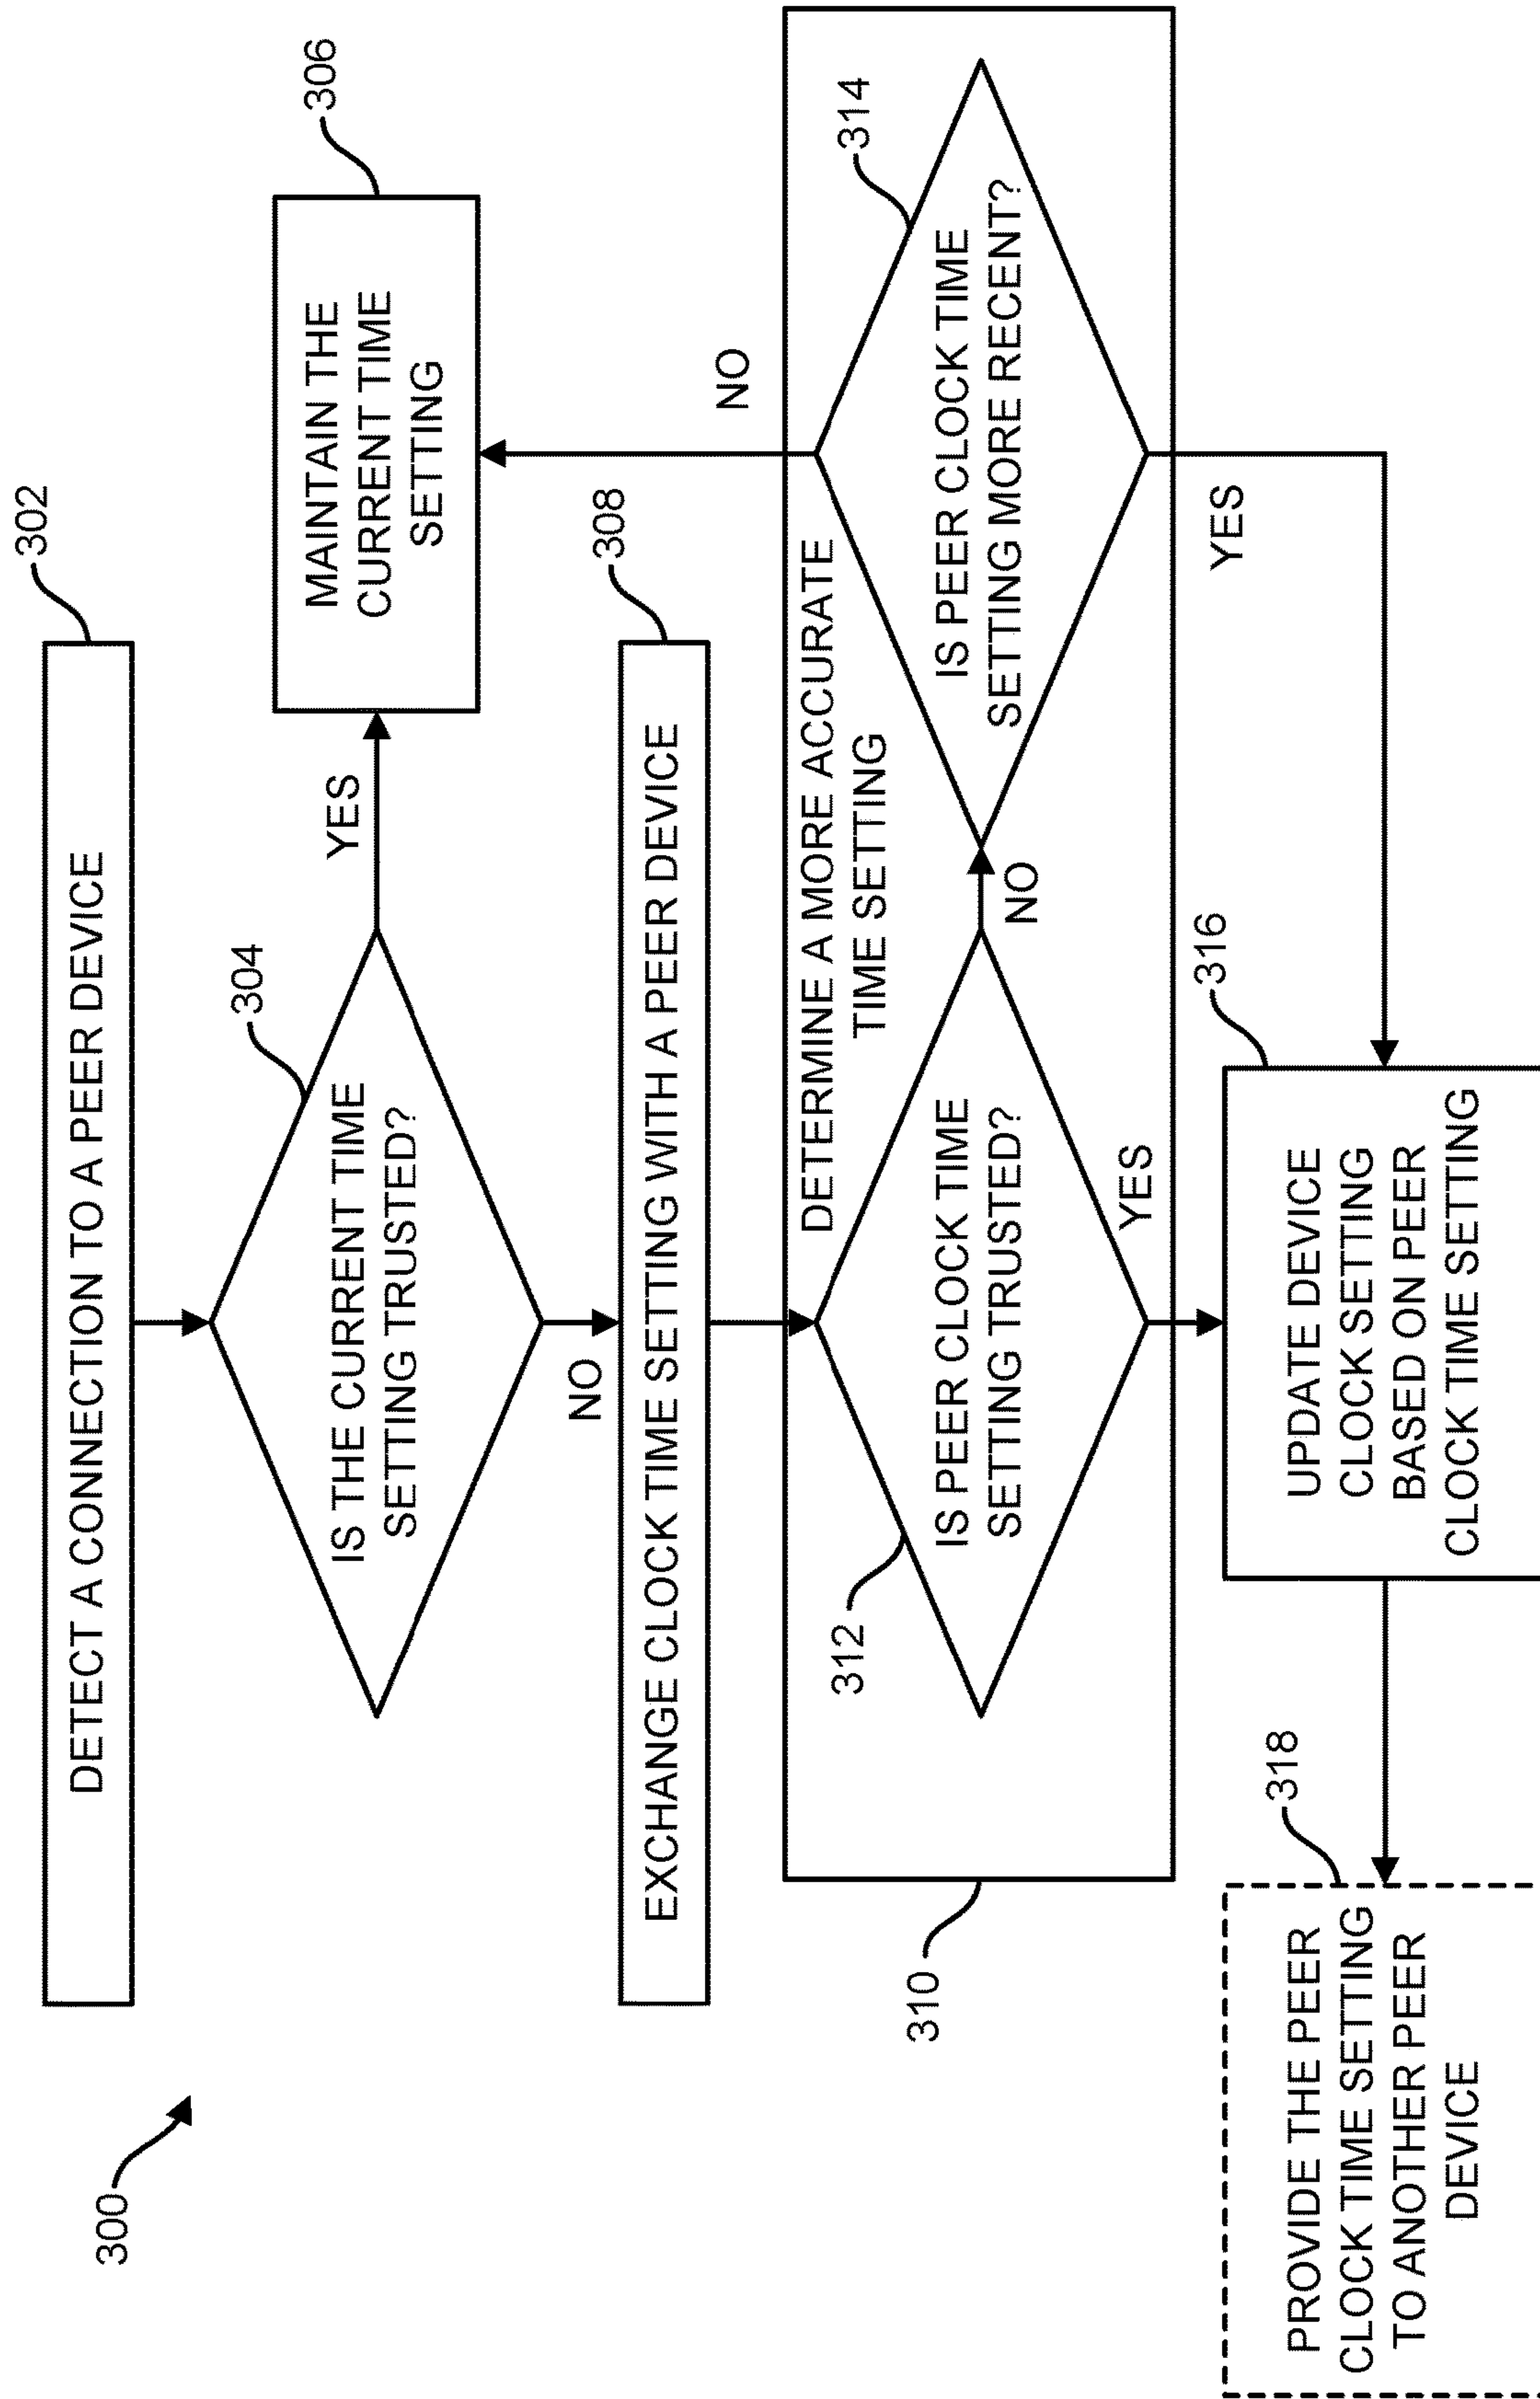 300
302
DETECT A CONNECTION TO A PEER DEVICE
304
IS THE CURRENT TIME
SETTING TRUSTED?
YES
306
MAINTAIN THE
CURRENT TIME
SETTING
NO
308
EXCHANGE CLOCK TIME SETTING WITH A PEER DEVICE
310
DETERMINE A MORE ACCURATE
TIME SETTING
312
IS PEER CLOCK TIME
SETTING TRUSTED?
NO
314
IS PEER CLOCK TIME
SETTING MORE RECENT?
NO
YES
YES
316
UPDATE DEVICE
CLOCK SETTING
BASED ON PEER
CLOCK TIME SETTING
318
PROVIDE THE PEER
CLOCK TIME SETTING
TO ANOTHER PEER
DEVICE